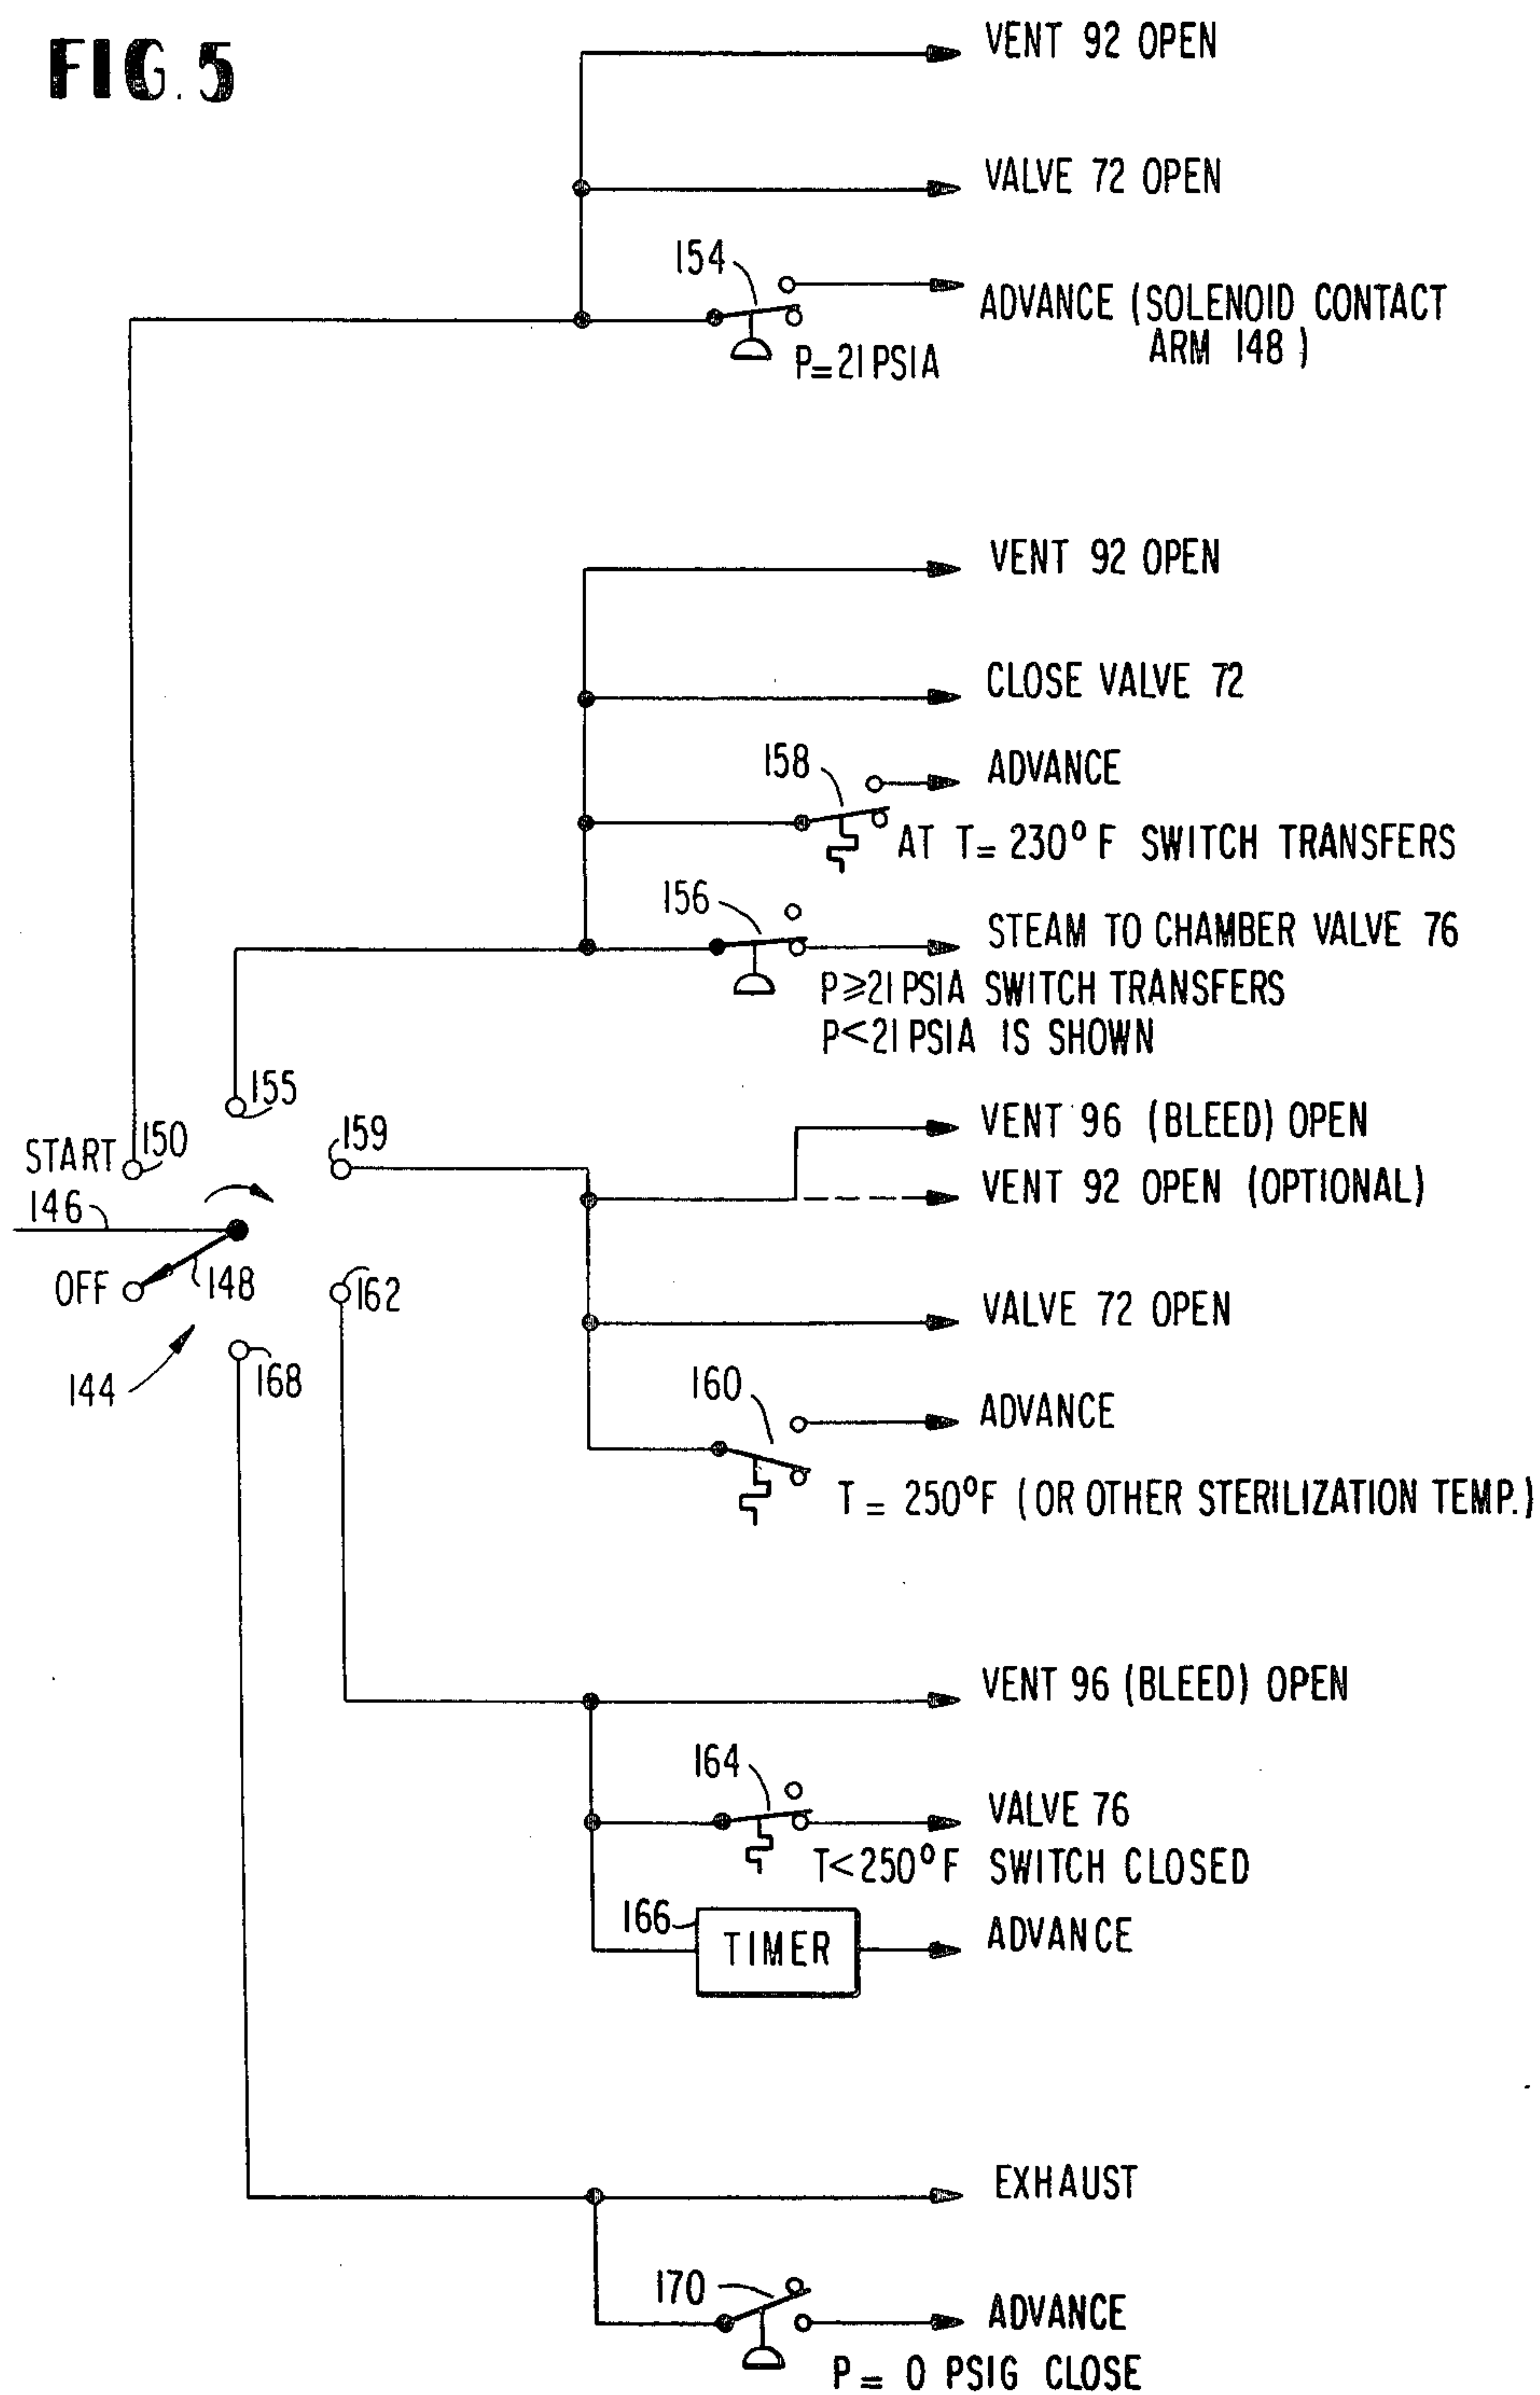 FIG. 5
VENT 92 OPEN
VALVE 72 OPEN
154
ADVANCE (SOLENOID CONTACT
ARM 148)
P=21 PSIA
VENT 92 OPEN
CLOSE VALVE 72
158
ADVANCE
AT T= 230°F SWITCH TRANSFERS
156
STEAM TO CHAMBER VALVE 76
P≥21 PSIA SWITCH TRANSFERS
P<21 PSIA IS SHOWN
155
START
150
159
VENT 96 (BLEED) OPEN
VENT 92 OPEN (OPTIONAL)
146
OFF
148
162
VALVE 72 OPEN
144
168
160
ADVANCE
T= 250°F (OR OTHER STERILIZATION TEMP.)
VENT 96 (BLEED) OPEN
164
VALVE 76
T<250°F SWITCH CLOSED
166
TIMER
ADVANCE
EXHAUST
170
ADVANCE
P= 0 PSIG CLOSE